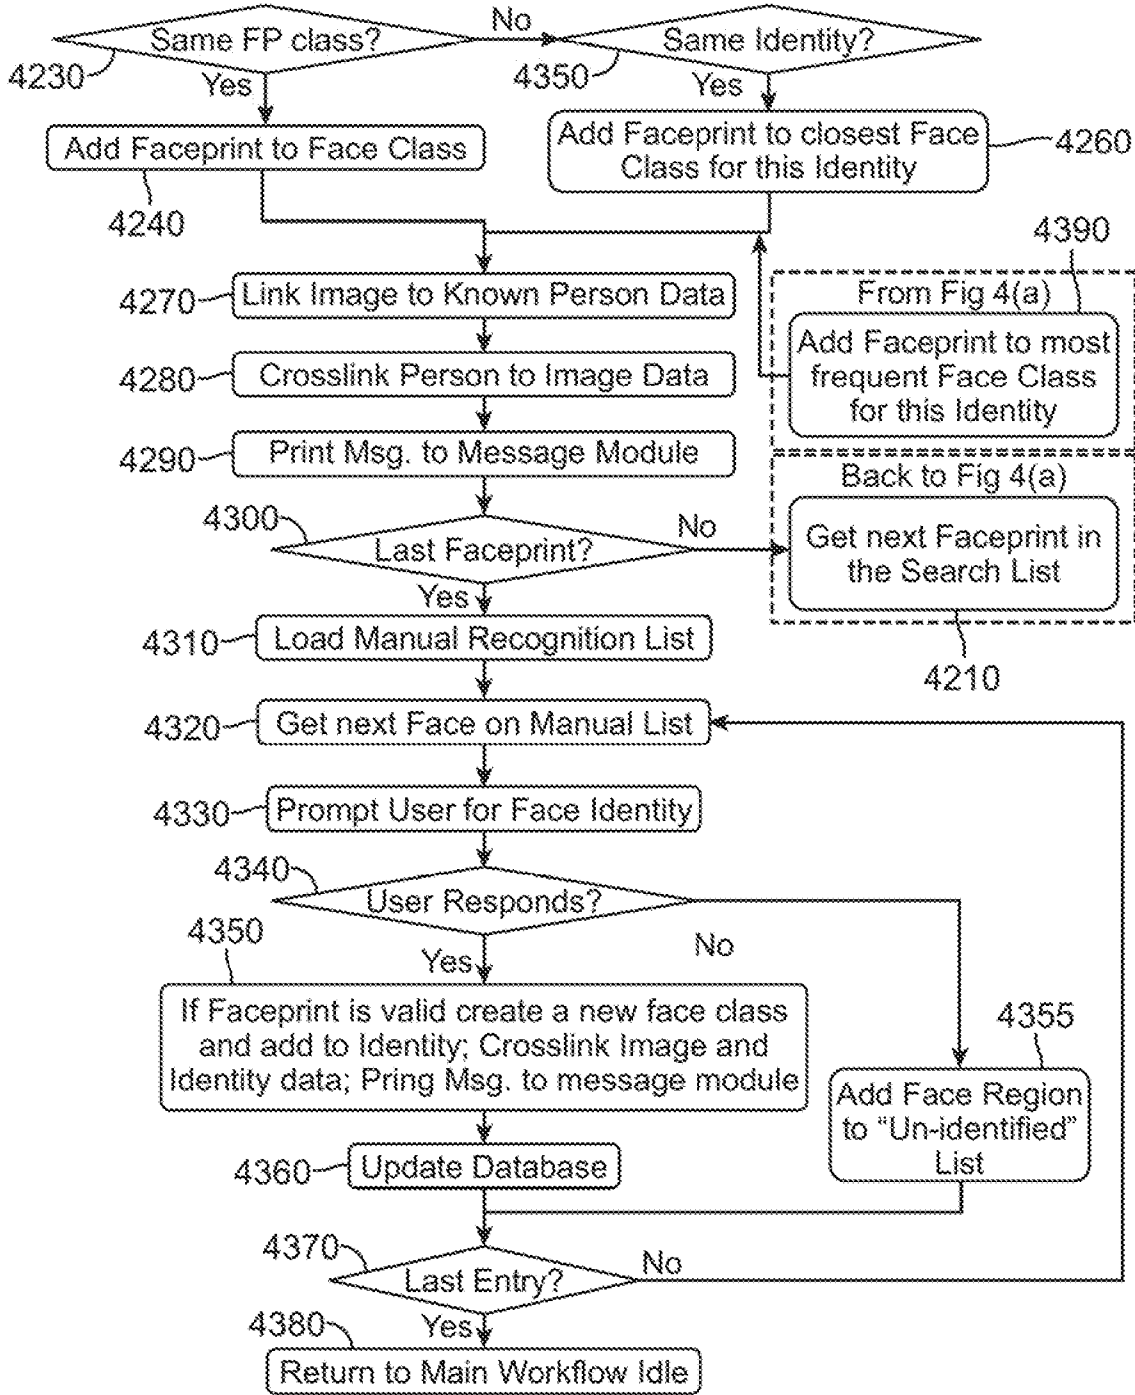 Same FP class?
No
Same Identity?
4230
Yes
4350
Yes
Add Faceprint to Face Class
4240
Add Faceprint to closest Face
Class for this Identity
4260
4390
From Fig 4(a)
Add Faceprint to most
frequent Face Class
for this Identity
4270
Link Image to Known Person Data
4280
Crosslink Person to Image Data
4290
Print Msg. to Message Module
Back to Fig 4(a)
4300
Last Faceprint?
No
Get next Faceprint in
the Search List
4210
Yes
4310
Load Manual Recognition List
4320
Get next Face on Manual List
4330
Prompt User for Face Identity
4340
User Responds?
No
4350
Yes
If Faceprint is valid create a new face class
and add to Identity; Crosslink Image and
Identity data; Pring Msg. to message module
4355
Add Face Region
to “Un-identified”
List
4360
Update Database
4370
Last Entry?
No
Yes
4380
Return to Main Workflow Idle